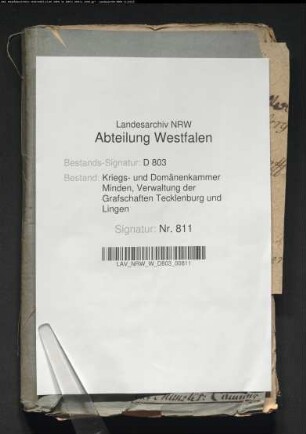 Landesarchiv NRW
Abteilung Westfalen
Bestands-Signatur: D 803
Bestand: Kriegs- und Domänenkammer
Minden, Verwaltung der
Grafschaften Tecklenburg und
Lingen
Signatur: Nr. 811
LAV_NRW_W_D803_00811